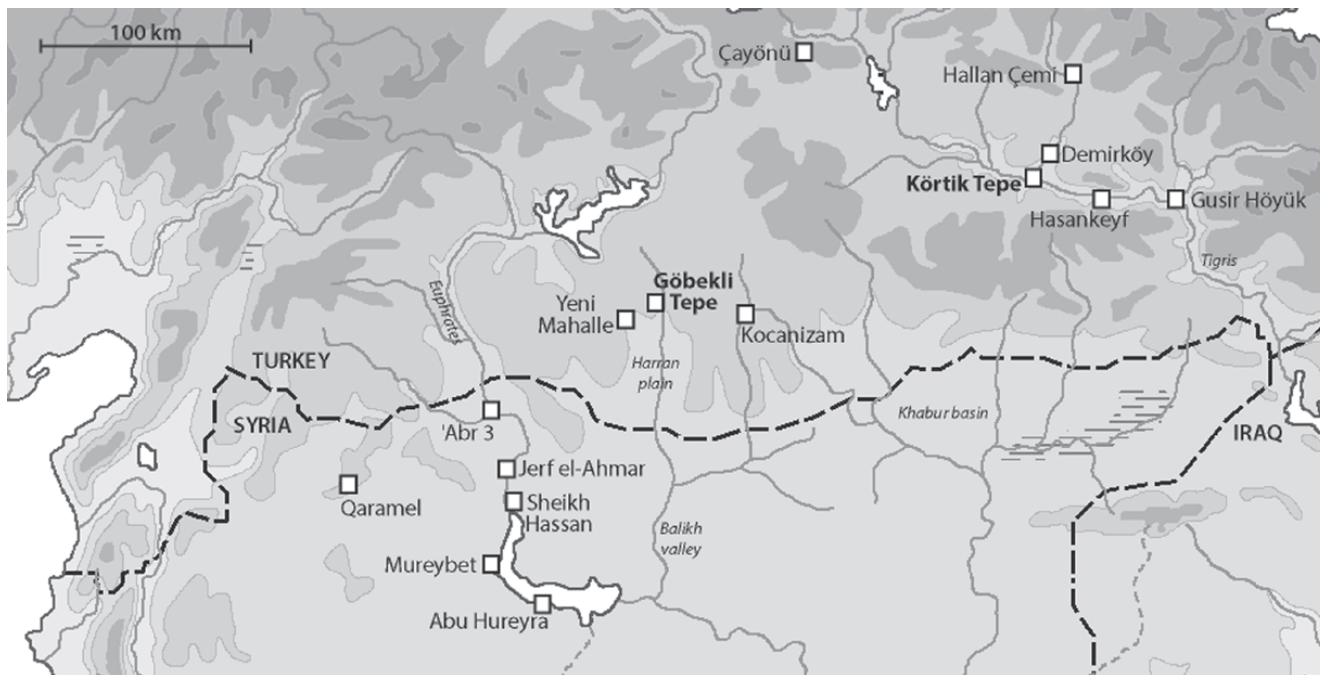 100 km
Çayönü
Hallan Çemi
Demirköy
Körtik Tepe
Hasankeyf
Gusir Höyük
Tigris
Euphrates
Göbekli
Tepe
Yeni
Mahalle
Kocanizam
Harran
plain
TURKEY
SYRIA
Khabur basin
'Abr 3
IRAQ
Jerf el-Ahmar
Qaramel
Sheikh
Hassan
Balikh
valley
Mureybet
Abu Hureyra